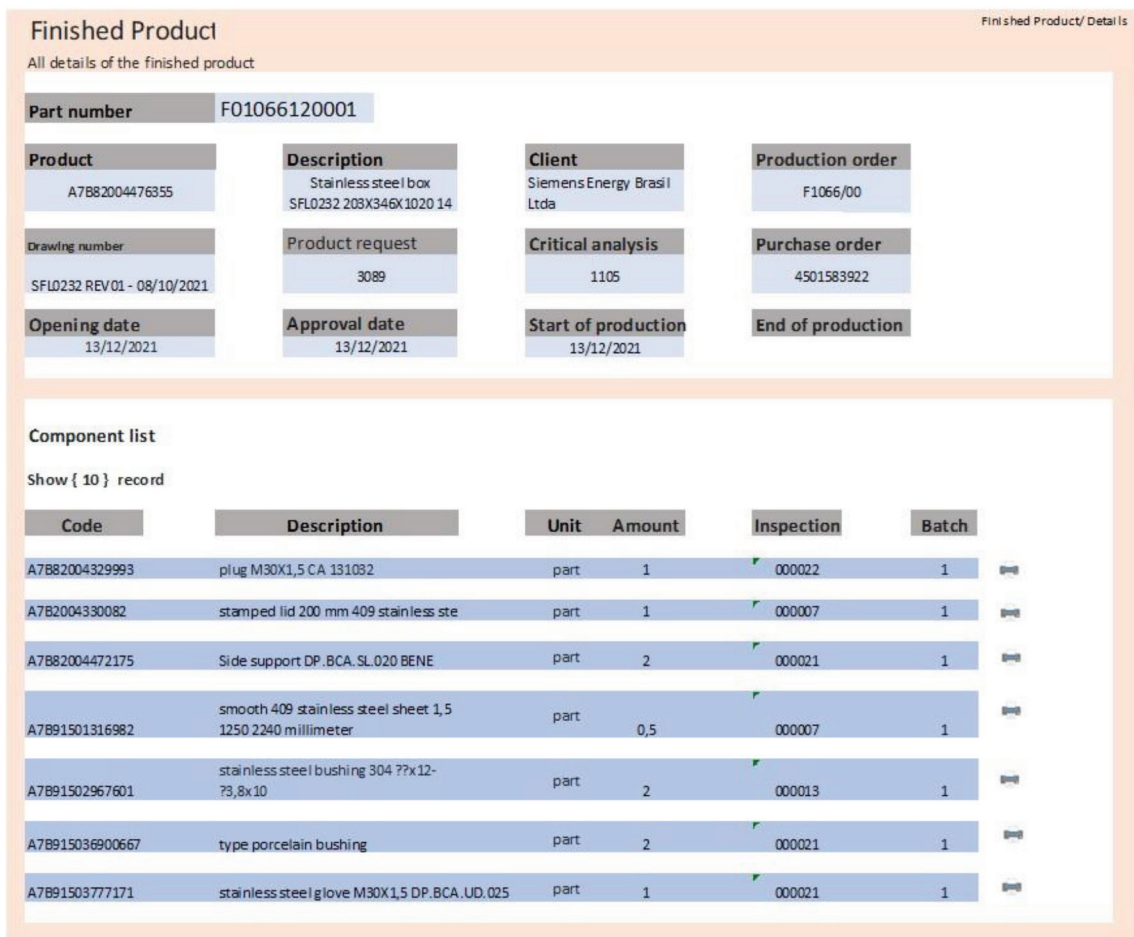 Finished Product
Finished Product/Details
All details of the finished product
Part number F01066120001
Product Description Client Production order
A7B82004476355 Stainless steel box Siemens Energy Brasil F1066/00
SFL0232 203X346X1020 14 Ltda
Drawing number Product request Critical analysis Purchase order
SFL0232 REV01 - 08/10/2021 3089 1105 4501583922
Opening date Approval date Start of production End of production
13/12/2021 13/12/2021 13/12/2021
Component list
Show { 10 } record
Code Description Unit Amount Inspection Batch
A7B82004329993 plug M30X1,5 CA 131032 part 1 000022 1
A7B2004330082 stamped lid 200 mm 409 stainless ste part 1 000007 1
A7B82004472175 Side support DP.BCA.SL.020 BENE part 2 000021 1
smooth 409 stainless steel sheet 1,5
A7B91501316982 1250 2240 millimeter part 0,5 000007 1
stainless steel bushing 304 ??x12-
A7B91502967601 ?3,8x10 part 2 000013 1
A7B915036900667 type porcelain bushing part 2 000021 1
A7B91503777171 stainless steel glove M30X1,5 DP.BCA.UD.025 part 1 000021 1